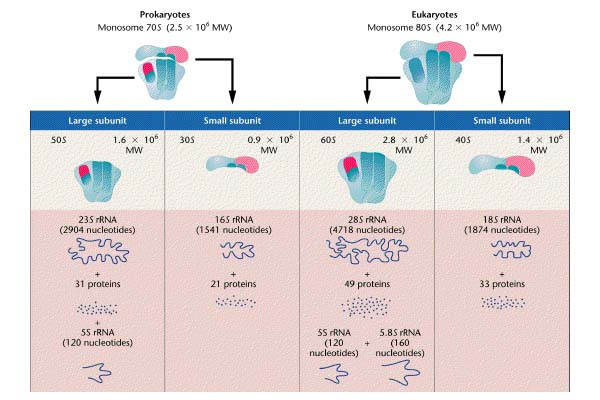 Prokaryotes
Monosome 70S (2.5 × 10⁶ MW)
Eukaryotes
Monosome 80S (4.2 × 10⁶ MW)
Large subunit
Small subunit
Large subunit
Small subunit
50S 1.6 × 10⁶
MW
30S 0.9 × 10⁶
MW
60S 2.8 × 10⁶
MW
40S 1.4 × 10⁶
MW
23S rRNA
(2904 nucleotides)
+
31 proteins
+
5S rRNA
(120 nucleotides)
16S rRNA
(1541 nucleotides)
+
21 proteins
28S rRNA
(4718 nucleotides)
+
49 proteins
+
5S RNA
(120
nucleotides)
+
5.8S rRNA
(160
nucleotides)
18S rRNA
(1874 nucleotides)
+
33 proteins